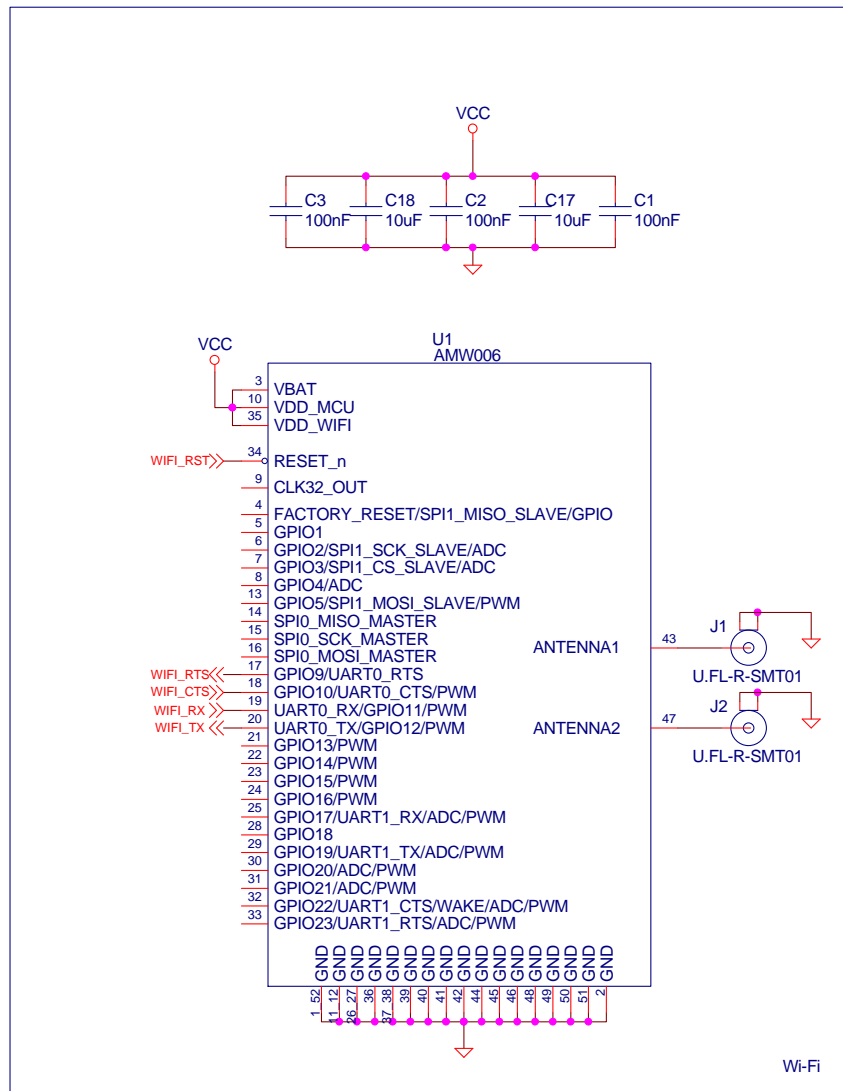 VCC
C3 C18 C2 C17 C1
100nF 10uF 100nF 10uF 100nF
U1
AMW006
VCC
3 VBAT
10 VDD_MCU
35 VDD_WIFI
WIFI_RST 34 RESET_n
9 CLK32_OUT
4 FACTORY_RESET/SPI1_MISO_SLAVE/GPIO
5 GPIO1
6 GPIO2/SPI1_SCK_SLAVE/ADC
7 GPIO3/SPI1_CS_SLAVE/ADC
8 GPIO4/ADC
13 GPIO5/SPI1_MOSI_SLAVE/PWM
14 SPI0_MISO_MASTER
15 SPI0_SCK_MASTER
16 SPI0_MOSI_MASTER
WIFI_RTS 17 GPIO9/UART0_RTS
WIFI_CTS 18 GPIO10/UART0_CTS/PWM
WIFI_RX 19 UART0_RX/GPIO11/PWM
WIFI_TX 20 UART0_TX/GPIO12/PWM
21 GPIO13/PWM
22 GPIO14/PWM
23 GPIO15/PWM
24 GPIO16/PWM
25 GPIO17/UART1_RX/ADC/PWM
28 GPIO18
29 GPIO19/UART1_TX/ADC/PWM
30 GPIO20/ADC/PWM
31 GPIO21/ADC/PWM
32 GPIO22/UART1_CTS/WAKE/ADC/PWM
33 GPIO23/UART1_RTS/ADC/PWM
ANTENNA1 43
J1
U.FL-R-SMT01
ANTENNA2 47
J2
U.FL-R-SMT01
GND GND GND GND GND GND GND GND GND GND GND GND GND GND GND GND GND
1_52 11_12 26_27 36 37_38 39 40 41 42 44 45 46 48 49 50 51 2
Wi-Fi